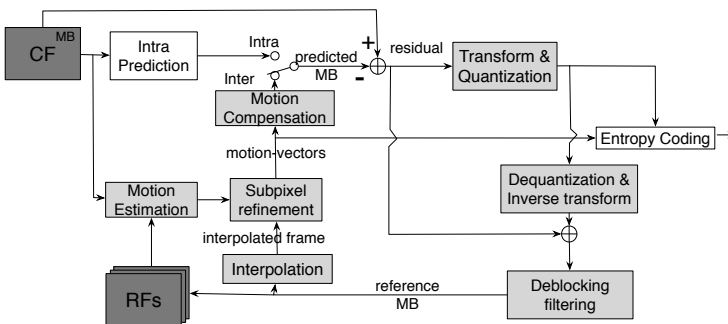 MB
CF
Intra
Prediction
Intra
Inter
predicted
MB
+
-
residual
Transform &
Quantization
Motion
Compensation
motion-vectors
Entropy Coding
Motion
Estimation
Subpixel
refinement
Dequantization &
Inverse transform
interpolated frame
Interpolation
RFs
reference
MB
Deblocking
filtering